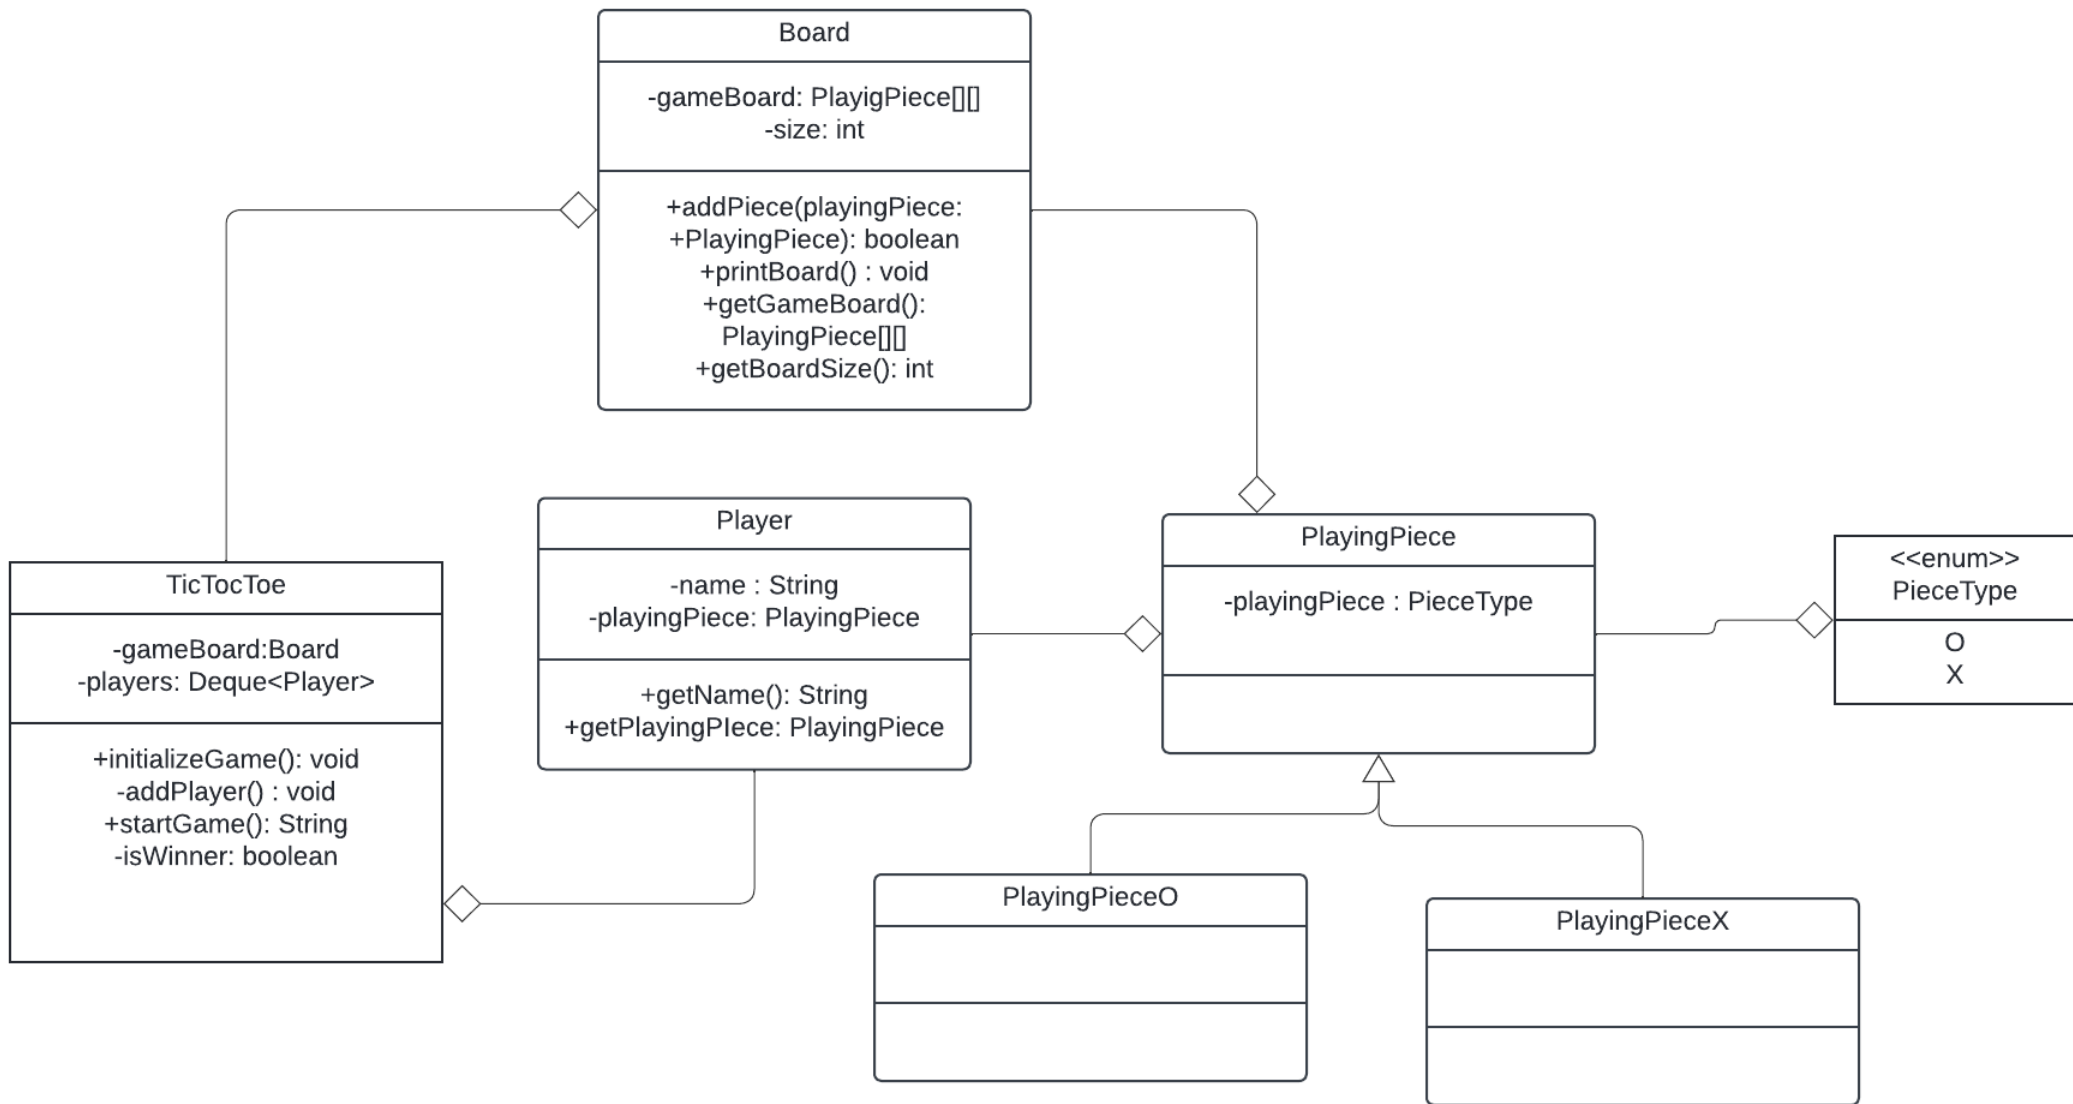 Board
-gameBoard: PlayigPiece[][]
-size: int
+addPiece(playingPiece:
+PlayingPiece): boolean
+printBoard() : void
+getGameBoard():
PlayingPiece[][]
+getBoardSize(): int
TicTocToe
-gameBoard:Board
-players: Deque<Player>
+initializeGame(): void
-addPlayer() : void
+startGame(): String
-isWinner: boolean
Player
-name : String
-playingPiece: PlayingPiece
+getName(): String
+getPlayingPIece: PlayingPiece
PlayingPiece
-playingPiece : PieceType
<<enum>>
PieceType
O
X
PlayingPieceO
PlayingPieceX